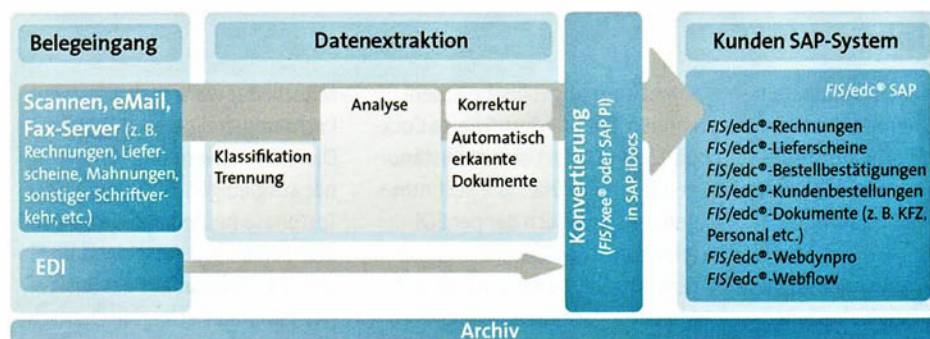 Belegeingang
Scannen, eMail,
Fax-Server (z. B.
Rechnungen, Liefer-
scheine, Mahnungen,
sonstiger Schriftver-
kehr, etc.)
EDI
Datenextraktion
Klassifikation
Trennung
Analyse
Korrektur
Automatisch
erkannte
Dokumente
Konvertierung
(FIS/xee® oder SAP PI)
in SAP iDocs
Kunden SAP-System
FIS/edc® SAP
FIS/edc®-Rechnungen
FIS/edc®-Lieferscheine
FIS/edc®-Bestellbestätigungen
FIS/edc®-Kundenbestellungen
FIS/edc®-Dokumente (z. B. KFZ,
Personal etc.)
FIS/edc®-Webdynpro
FIS/edc®-Webflow
Archiv